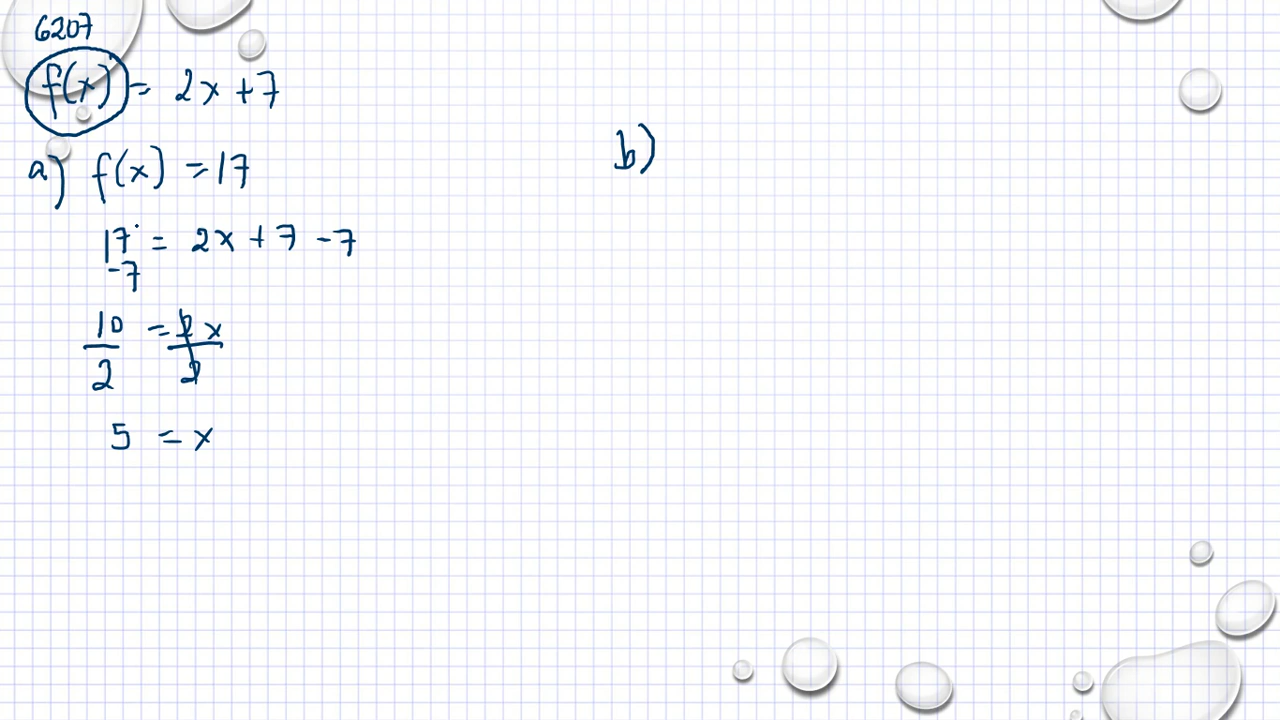 6207
f(x) = 2x + 7
a) f(x) = 17
17 = 2x + 7 - 7
-7
10 = 2x
2 2
5 = x
b)